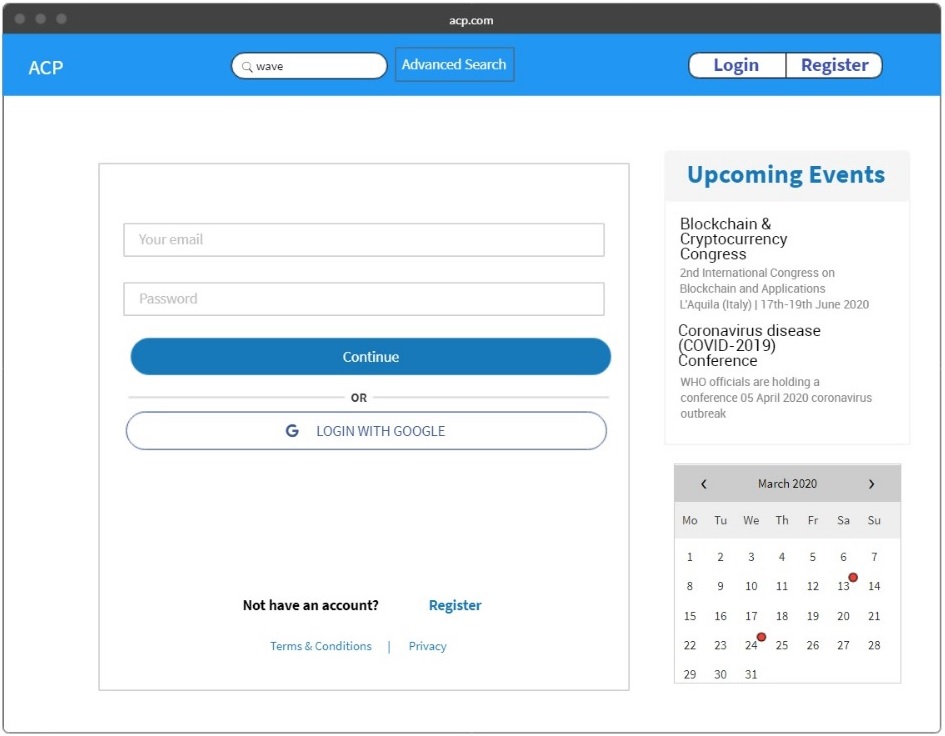 acp.com
ACP
wave
Advanced Search
Login
Register
Your email
Password
Continue
OR
G LOGIN WITH GOOGLE
Not have an account? Register
Terms & Conditions | Privacy
Upcoming Events
Blockchain &
Cryptocurrency
Congress
2nd International Congress on
Blockchain and Applications
L'Aquila (Italy) | 17th-19th June 2020
Coronavirus disease
(COVID-2019)
Conference
WHO officials are holding a
conference 05 April 2020 coronavirus
outbreak
< March 2020 >
Mo Tu We Th Fr Sa Su
1 2 3 4 5 6 7
8 9 10 11 12 13 14
15 16 17 18 19 20 21
22 23 24 25 26 27 28
29 30 31